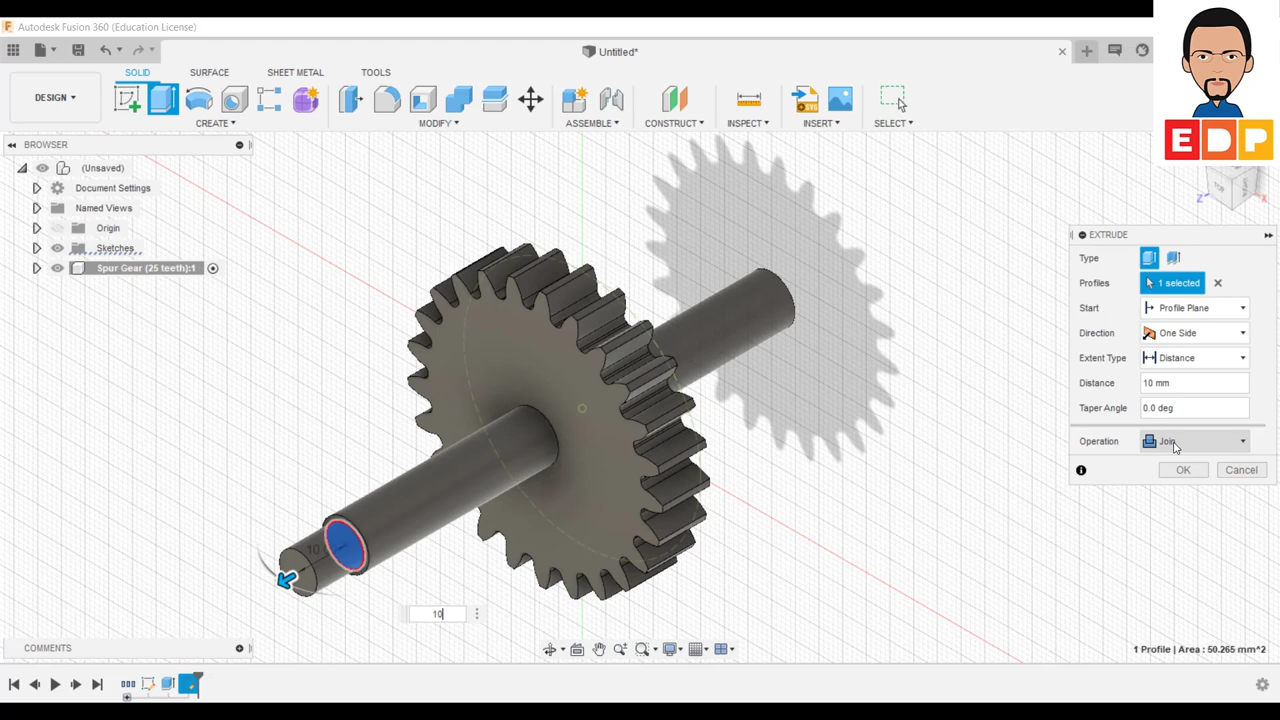 Autodesk Fusion 360 (Education License)
Untitled*
DESIGN
SOLID SURFACE SHEET METAL TOOLS
CREATE MODIFY ASSEMBLE CONSTRUCT INSPECT INSERT SELECT
E D P
BROWSER
(Unsaved)
Document Settings
Named Views
Origin
Sketches
Spur Gear (25 teeth):1
EXTRUDE
Type
Profiles 1 selected
Start Profile Plane
Direction One Side
Extent Type Distance
Distance 10 mm
Taper Angle 0.0 deg
Operation Join
OK Cancel
TOP
Z X
10
10
COMMENTS
1 Profile | Area : 50.265 mm^2